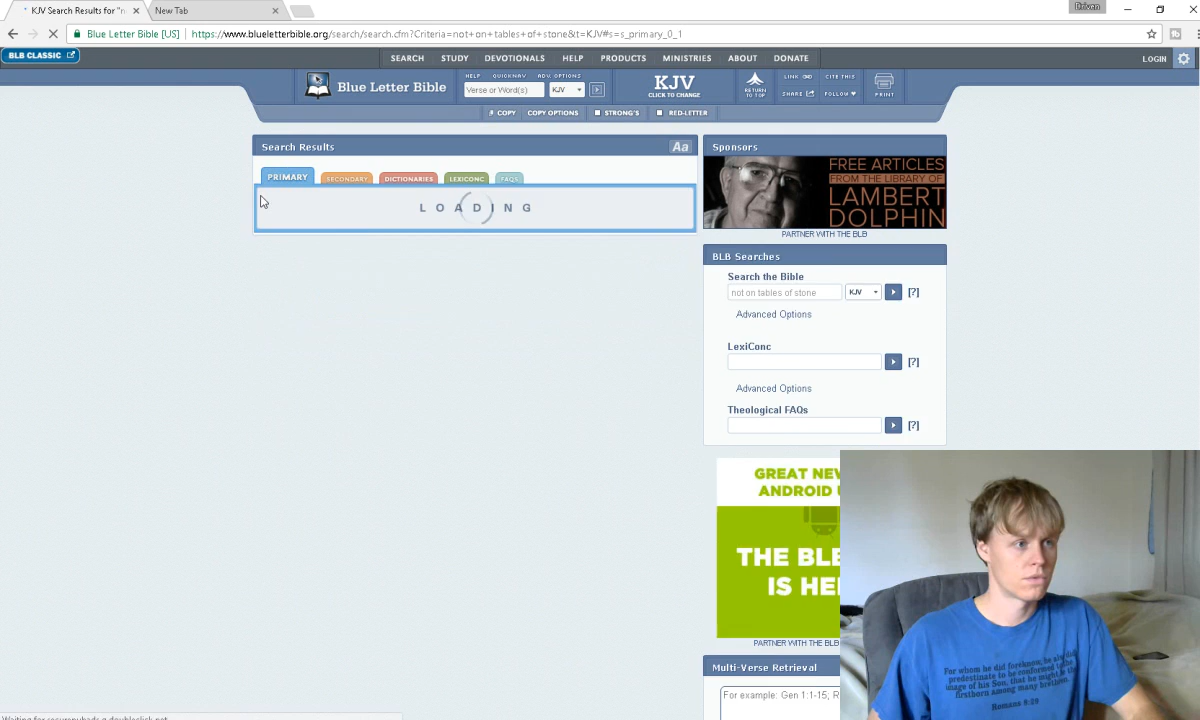 KJV Search Results for "n
New Tab
Driven
Blue Letter Bible [US]
https://www.blueletterbible.org/search/search.cfm?Criteria=not+on+tables+of+stone&t=KJV#s=s_primary_0_1
BLB CLASSIC
SEARCH STUDY DEVOTIONALS HELP PRODUCTS MINISTRIES ABOUT DONATE
LOGIN
Blue Letter Bible
HELP QUICKNAV ADV. OPTIONS
Verse or Word(s) KJV
KJV
CLICK TO CHANGE
RETURN TO TOP
LINK CITE THIS
SHARE FOLLOW
PRINT
COPY COPY OPTIONS STRONG'S RED-LETTER
Search Results Aa
PRIMARY SECONDARY DICTIONARIES LEXICONC FAQS
LOADING
Sponsors
FREE ARTICLES
FROM THE LIBRARY OF
LAMBERT
DOLPHIN
PARTNER WITH THE BLB
BLB Searches
Search the Bible
not on tables of stone KJV [?]
Advanced Options
LexiConc
[?]
Advanced Options
Theological FAQs
[?]
GREAT NEW
ANDROID U
THE BLB
IS HE
PARTNER WITH THE BLB
Multi-Verse Retrieval
For example: Gen 1:1-15; R
For whom he did foreknow, he also did
predestinate to be conformed to the
image of his Son, that he might be the
firstborn among many brethren.
Romans 8:29